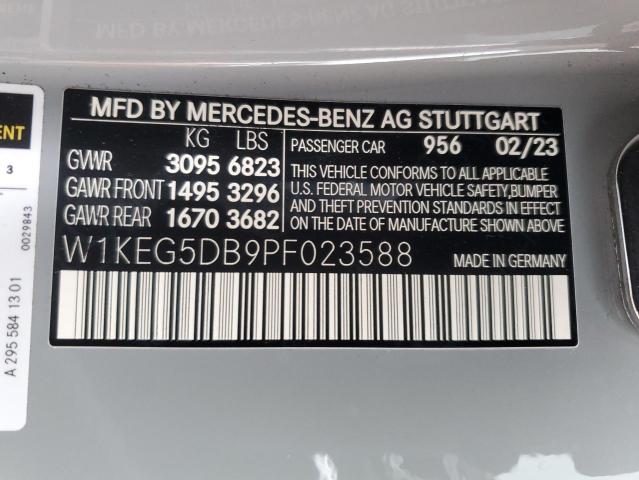 MFD BY MERCEDES-BENZ AG STUTTGART
KG LBS
GVWR 3095 6823
GAWR FRONT 1495 3296
GAWR REAR 1670 3682
PASSENGER CAR 956 02/23
THIS VEHICLE CONFORMS TO ALL APPLICABLE
U.S. FEDERAL MOTOR VEHICLE SAFETY, BUMPER
AND THEFT PREVENTION STANDARDS IN EFFECT
ON THE DATE OF MANUFACTURE SHOWN ABOVE.
W1KEG5DB9PF023588
MADE IN GERMANY
ENT
3
0029843
A 295 584 13 01